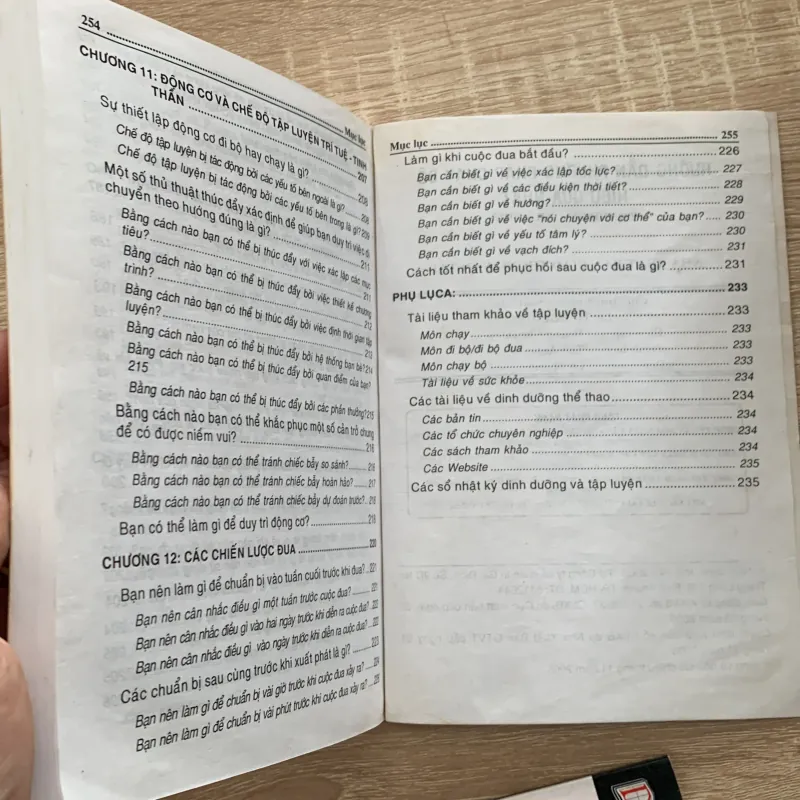 254 ........ Mục lục
CHƯƠNG 11: ĐỘNG CƠ VÀ CHẾ ĐỘ TẬP LUYỆN TRÍ TUỆ - TINH
THẦN ........ 207
Sự thiết lập động cơ đi bộ hay chạy là gì? ........ 208
Chế độ tập luyện bị tác động bởi các yếu tố bên ngoài là gì? 208
Chế độ tập luyện bị tác động bởi các yếu tố bên trong là gì? 209
Một số thủ thuật thúc đẩy xác định để giúp bạn duy trì việc di
chuyển theo hướng đúng là gì? ........ 211
Bằng cách nào bạn có thể bị thúc đẩy với việc xác lập các mục
tiêu? ........ 211
Bằng cách nào bạn có thể bị thúc đẩy bởi việc thiết kế chương
trình? ........ 212
Bằng cách nào bạn có thể bị thúc đẩy bởi việc định thời gian tập
luyện? ........ 213
Bằng cách nào bạn có thể bị thúc đẩy bởi hệ thống bạn bè? 214
Bằng cách nào bạn có thể bị thúc đẩy bởi quan điểm của bạn?
215
Bằng cách nào bạn có thể bị thúc đẩy bởi các phần thưởng? 215
Bằng cách nào bạn có thể khắc phục một số cản trở chung
để có được niềm vui? ........ 216
Bằng cách nào bạn có thể tránh chiếc bẫy so sánh? ... 216
Bằng cách nào bạn có thể tránh chiếc bẫy hoàn hảo? .. 217
Bằng cách nào bạn có thể tránh chiếc bẫy dự đoán trước? . 218
Bạn có thể làm gì để duy trì động cơ? ........ 218
CHƯƠNG 12: CÁC CHIẾN LƯỢC ĐUA ........ 220
Bạn nên làm gì để chuẩn bị vào tuần cuối trước khi đua? . 221
Bạn nên cân nhắc điều gì một tuần trước cuộc đua? ........ 221
Bạn nên cân nhắc điều gì vào hai ngày trước khi diễn ra cuộc đua? 222
Bạn nên cân nhắc điều gì vào ngày trước khi diễn ra cuộc đua? 222
Các chuẩn bị sau cùng trước khi xuất phát là gì? ........ 223
Bạn nên làm gì để chuẩn bị vài giờ trước khi cuộc đua xảy ra? .. 224
Bạn nên làm gì để chuẩn bị vài phút trước khi cuộc đua xảy ra? ... 225
Mục lục ........ 255
Làm gì khi cuộc đua bắt đầu? ........ 226
Bạn cần biết gì về việc xác lập tốc lực? ........ 227
Bạn cần biết gì về các điều kiện thời tiết? ........ 228
Bạn cần biết gì về hướng? ........ 229
Bạn cần biết gì về việc "nói chuyện với cơ thể" của bạn? .... 230
Bạn cần biết gì về yếu tố tâm lý? ........ 230
Bạn cần biết gì về vạch đích? ........ 231
Cách tốt nhất để phục hồi sau cuộc đua là gì? ........ 231
PHỤ LỤCA: ........ 233
Tài liệu tham khảo về tập luyện ........ 233
Môn chạy ........ 233
Môn đi bộ/đi bộ đua ........ 233
Môn chạy bộ ........ 233
Tài liệu về sức khỏe ........ 234
Các tài liệu về dinh dưỡng thể thao ........ 234
Các bản tin ........ 234
Các tổ chức chuyên nghiệp ........ 234
Các sách tham khảo ........ 234
Các Website ........ 235
Các sổ nhật ký dinh dưỡng và tập luyện ........ 235